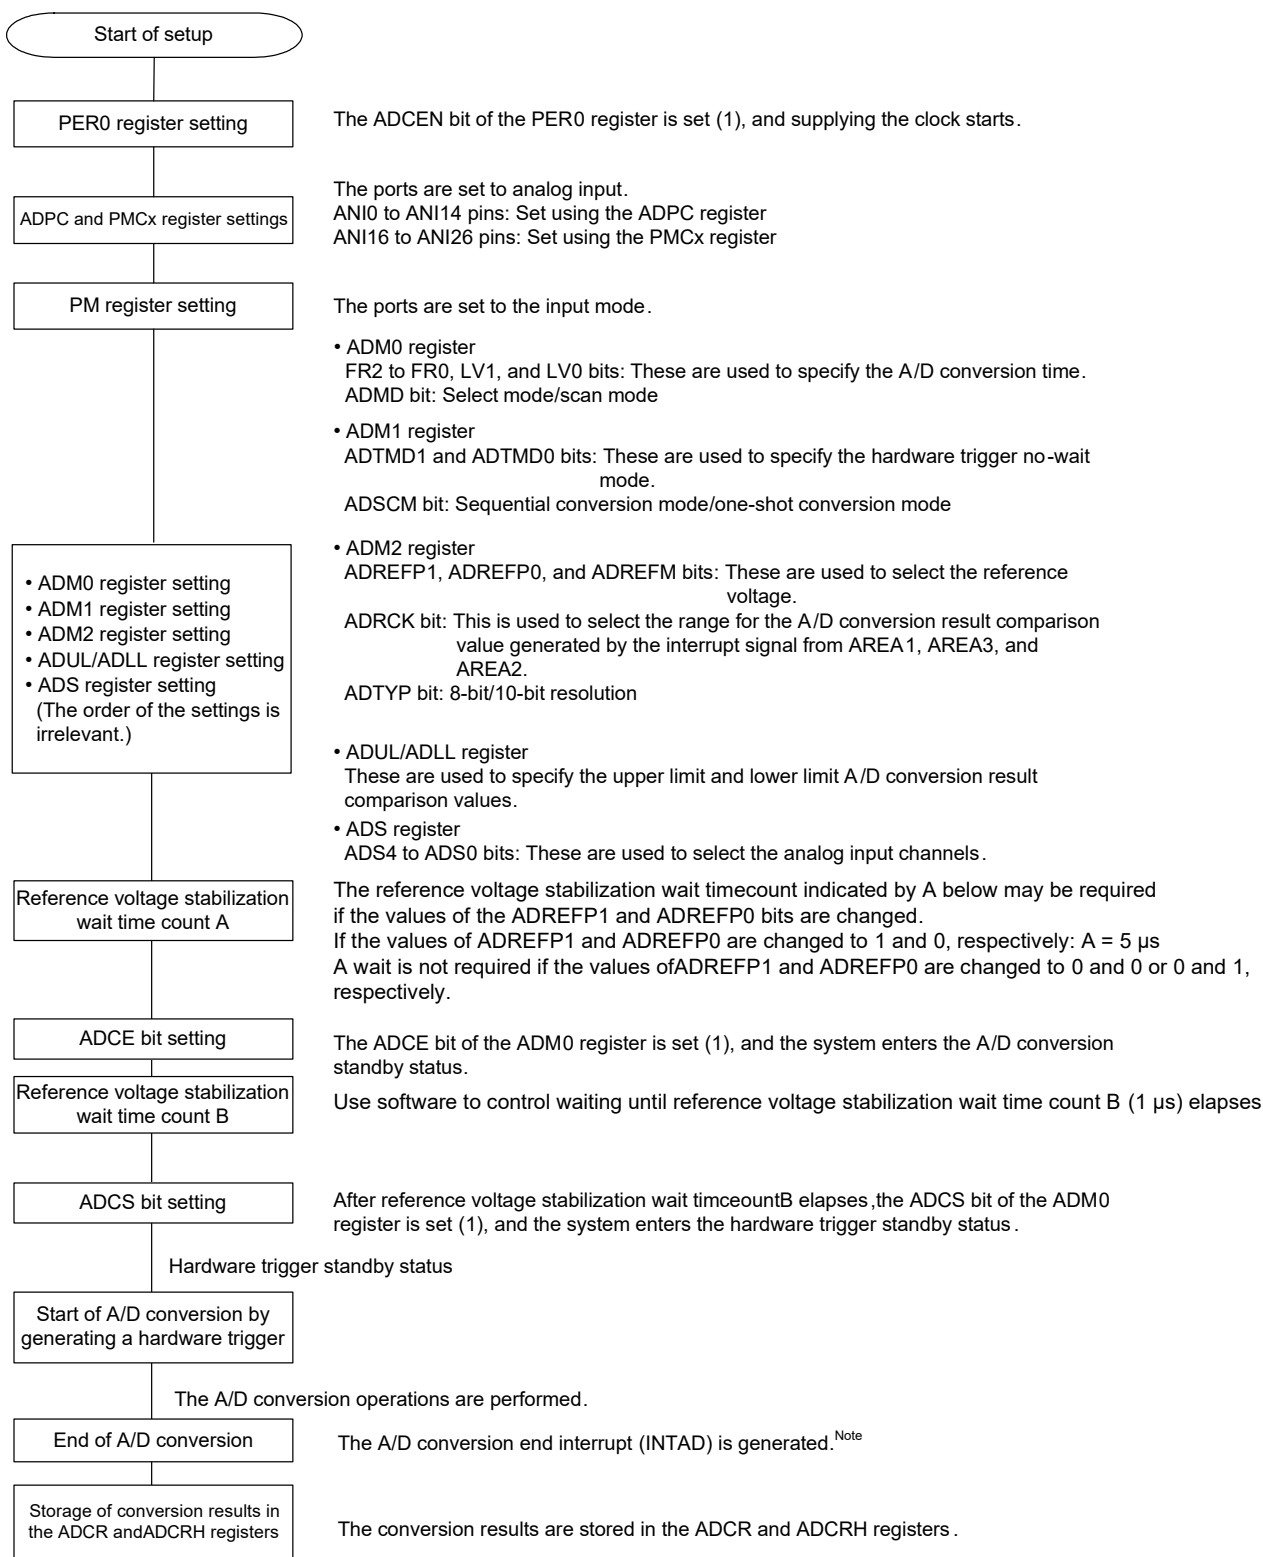 Start of setup
PER0 register setting
The ADCEN bit of the PER0 register is set (1), and supplying the clock starts.
ADPC and PMCx register settings
The ports are set to analog input.
ANI0 to ANI14 pins: Set using the ADPC register
ANI16 to ANI26 pins: Set using the PMCx register
PM register setting
The ports are set to the input mode.
• ADM0 register
FR2 to FR0, LV1, and LV0 bits: These are used to specify the A/D conversion time.
ADMD bit: Select mode/scan mode
• ADM1 register
ADTMD1 and ADTMD0 bits: These are used to specify the hardware trigger no-wait
mode.
ADSCM bit: Sequential conversion mode/one-shot conversion mode
• ADM0 register setting
• ADM1 register setting
• ADM2 register setting
• ADUL/ADLL register setting
• ADS register setting
(The order of the settings is
irrelevant.)
• ADM2 register
ADREFP1, ADREFP0, and ADREFM bits: These are used to select the reference
voltage.
ADRCK bit: This is used to select the range for the A/D conversion result comparison
value generated by the interrupt signal from AREA1, AREA3, and
AREA2.
ADTYP bit: 8-bit/10-bit resolution
• ADUL/ADLL register
These are used to specify the upper limit and lower limit A/D conversion result
comparison values.
• ADS register
ADS4 to ADS0 bits: These are used to select the analog input channels.
Reference voltage stabilization
wait time count A
The reference voltage stabilization wait timecount indicated by A below may be required
if the values of the ADREFP1 and ADREFP0 bits are changed.
If the values of ADREFP1 and ADREFP0 are changed to 1 and 0, respectively: A = 5 µs
A wait is not required if the values ofADREFP1 and ADREFP0 are changed to 0 and 0 or 0 and 1,
respectively.
ADCE bit setting
The ADCE bit of the ADM0 register is set (1), and the system enters the A/D conversion
standby status.
Reference voltage stabilization
wait time count B
Use software to control waiting until reference voltage stabilization wait time count B (1 µs) elapses
ADCS bit setting
After reference voltage stabilization wait timceountB elapses,the ADCS bit of the ADM0
register is set (1), and the system enters the hardware trigger standby status.
Hardware trigger standby status
Start of A/D conversion by
generating a hardware trigger
The A/D conversion operations are performed.
End of A/D conversion
The A/D conversion end interrupt (INTAD) is generated.Note
Storage of conversion results in
the ADCR andADCRH registers
The conversion results are stored in the ADCR and ADCRH registers.